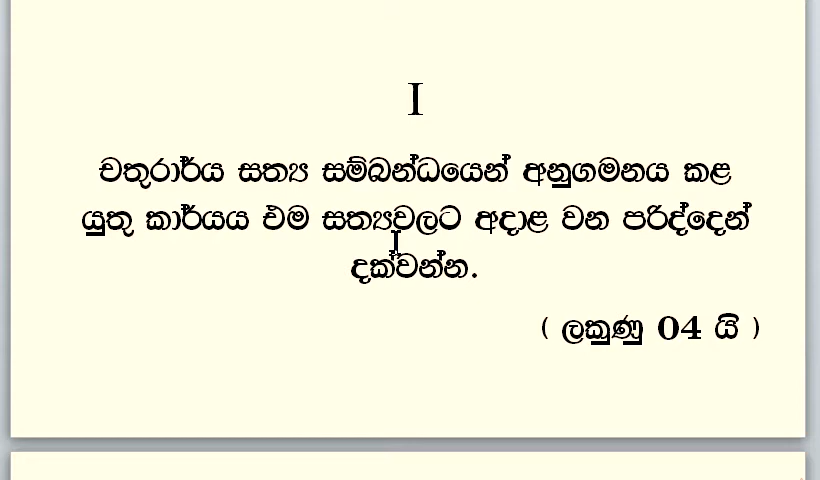 I
චතුරාර්ය සත්‍ය සම්බන්ධයෙන් අනුගමනය කළ
යුතු කාර්යය එම සත්‍යවලට අදාළ වන පරිද්දෙන්
දක්වන්න.
( ලකුණු 04 යි )